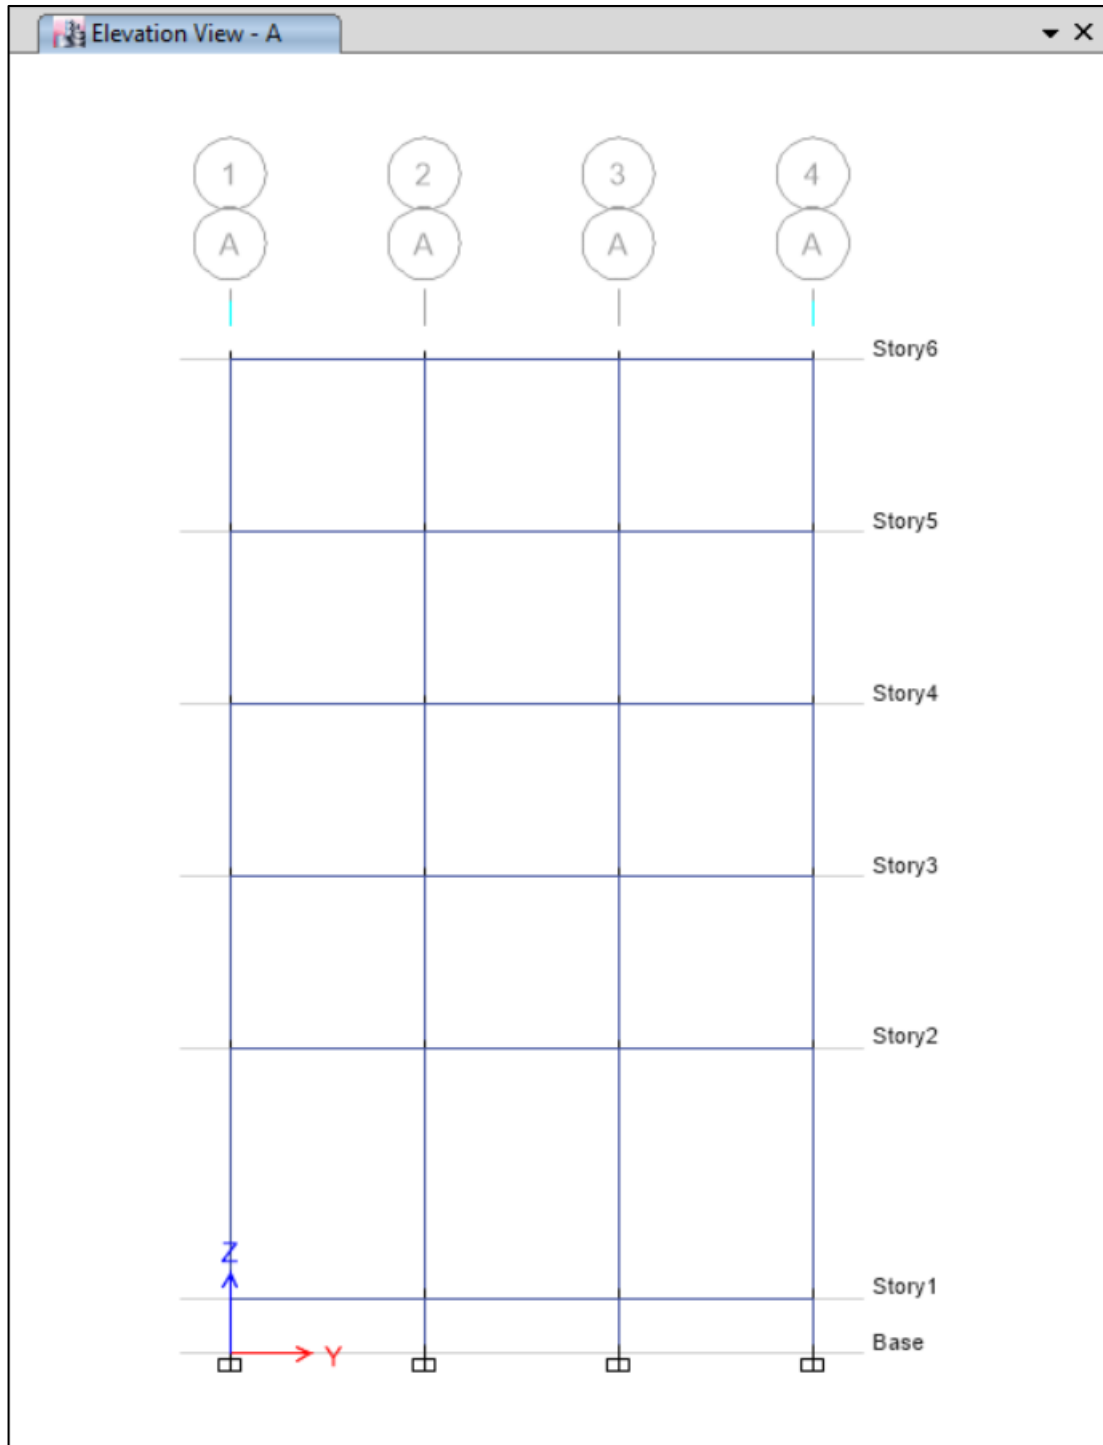 Elevation View - A
1 2 3 4
A A A A
Story6
Story5
Story4
Story3
Story2
Z
Story1
Base
Y